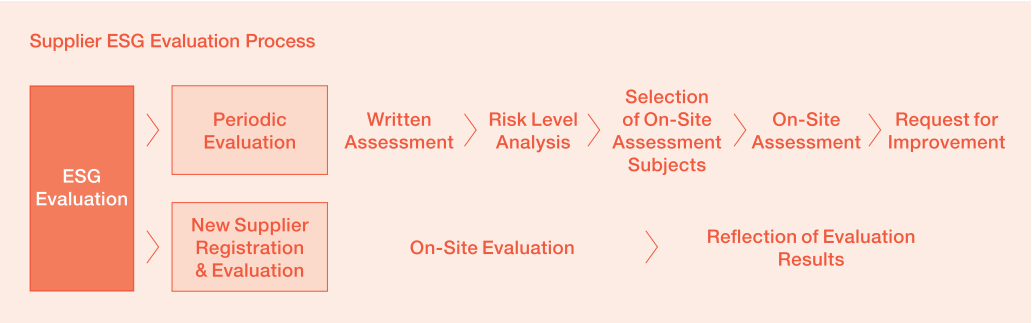 Supplier ESG Evaluation Process
ESG
Evaluation
Periodic
Evaluation
Written
Assessment
Risk Level
Analysis
Selection
of On-Site
Assessment
Subjects
On-Site
Assessment
Request for
Improvement
New Supplier
Registration
& Evaluation
On-Site Evaluation
Reflection of Evaluation
Results